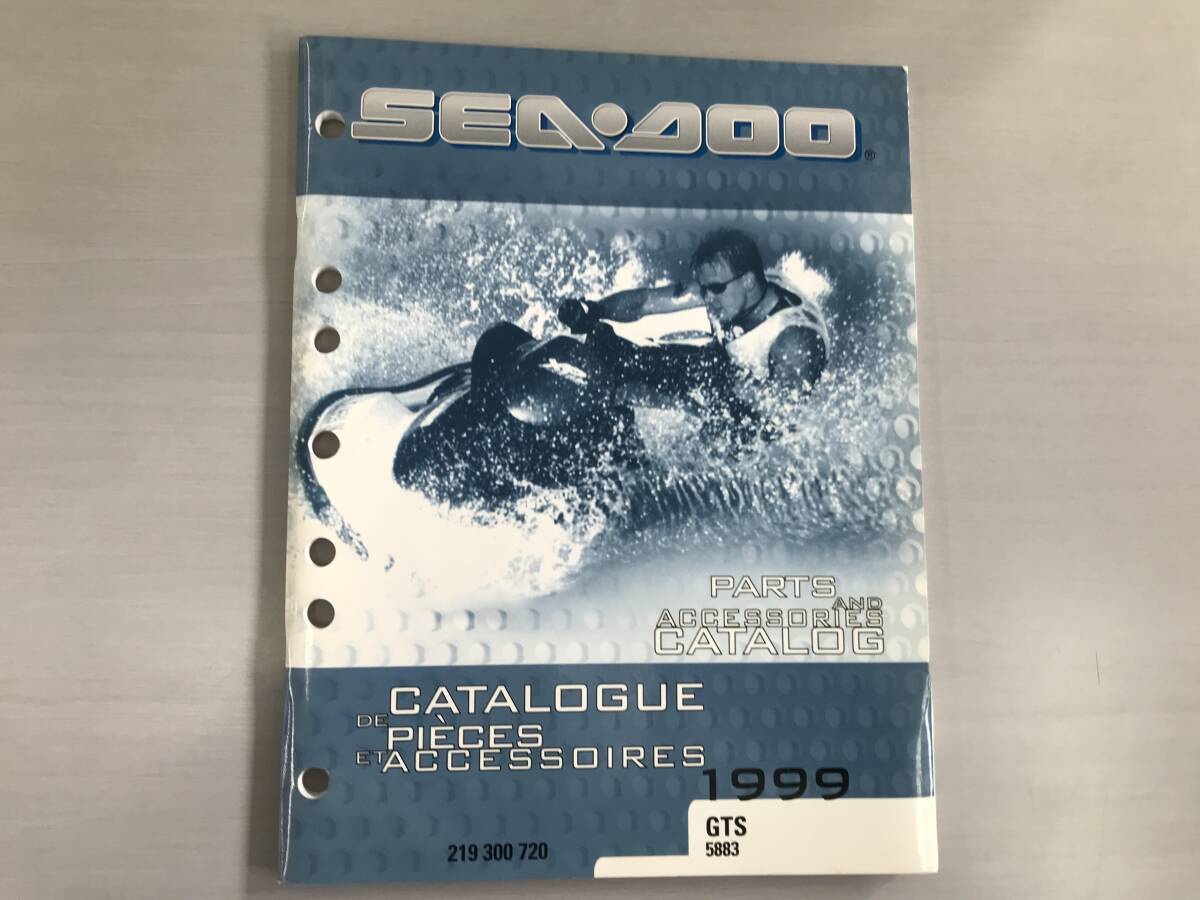 SEA•DOO ®
PARTS
AND
ACCESSORIES
CATALOG
CATALOGUE
DE PIÈCES
ET ACCESSOIRES
1999
GTS
5883
219 300 720